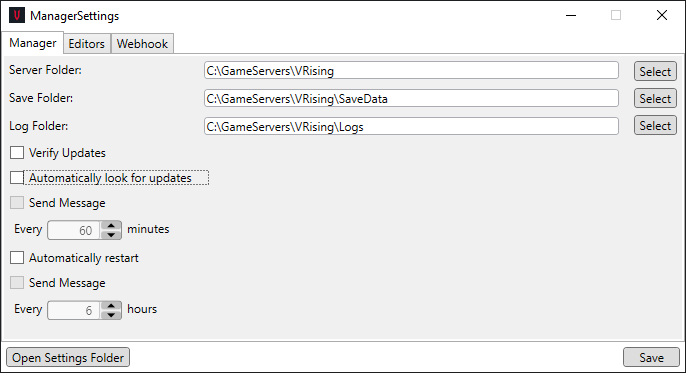 V ManagerSettings
Manager Editors Webhook
Server Folder: C:\GameServers\VRising Select
Save Folder: C:\GameServers\VRising\SaveData Select
Log Folder: C:\GameServers\VRising\Logs Select
Verify Updates
Automatically look for updates
Send Message
Every 60 minutes
Automatically restart
Send Message
Every 6 hours
Open Settings Folder Save